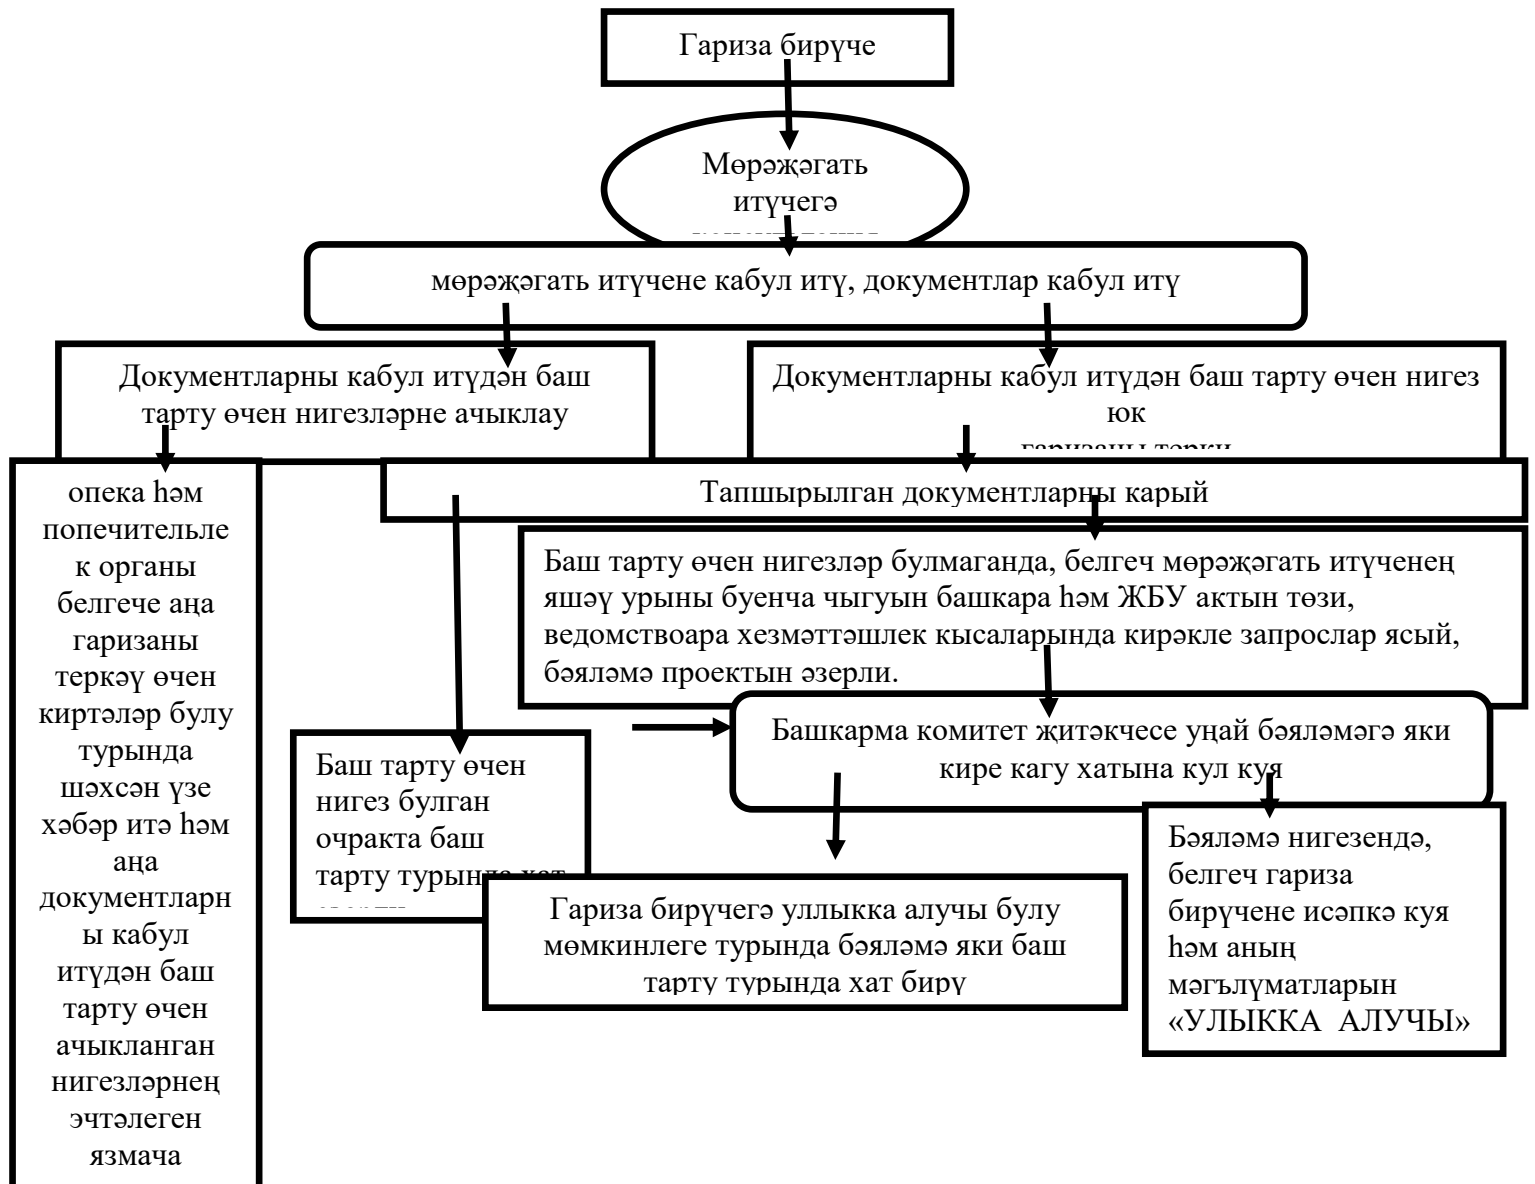 Гариза бирүче
Мөрәҗәгать
итүчегә
мөрәҗәгать итүчене кабул итү, документлар кабул итү
Документларны кабул итүдән баш
тарту өчен нигезләрне ачыклау
Документларны кабул итүдән баш тарту өчен нигез
юк
гаризаны терки
опека һәм
попечительле
к органы
белгече аңа
гаризаны
теркәү өчен
киртәләр булу
турында
шәхсән үзе
хәбәр итә һәм
аңа
документларн
ы кабул
итүдән баш
тарту өчен
ачыкланган
нигезләрнең
эчтәлеген
язмача
Тапшырылган документларны карый
Баш тарту өчен нигезләр булмаганда, белгеч мөрәҗәгать итүченең
яшәү урыны буенча чыгуын башкара һәм ЖБУ актын төзи,
ведомствоара хезмәттәшлек кысаларында кирәкле запрослар ясый,
бәяләмә проектын әзерли.
Баш тарту өчен
нигез булган
очракта баш
тарту турында хат
Башкарма комитет җитәкчесе уңай бәяләмәгә яки
кире кагу хатына кул куя
Гариза бирүчегә уллыкка алучы булу
мөмкинлеге турында бәяләмә яки баш
тарту турында хат бирү
Бәяләмә нигезендә,
белгеч гариза
бирүчене исәпкә куя
һәм аның
мәгълүматларын
«УЛЫККА АЛУЧЫ»